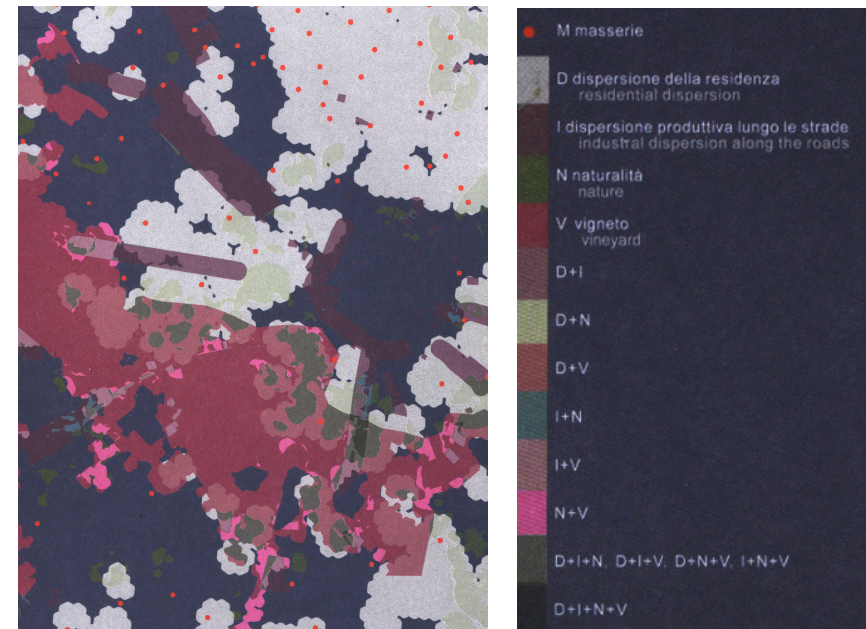 M masserie
D dispersione della residenza
residential dispersion
I dispersione produttiva lungo le strade
industrial dispersion along the roads
N naturalità
nature
V vigneto
vineyard
D+I
D+N
D+V
I+N
I+V
N+V
D+I+N, D+I+V, D+N+V, I+N+V
D+I+N+V